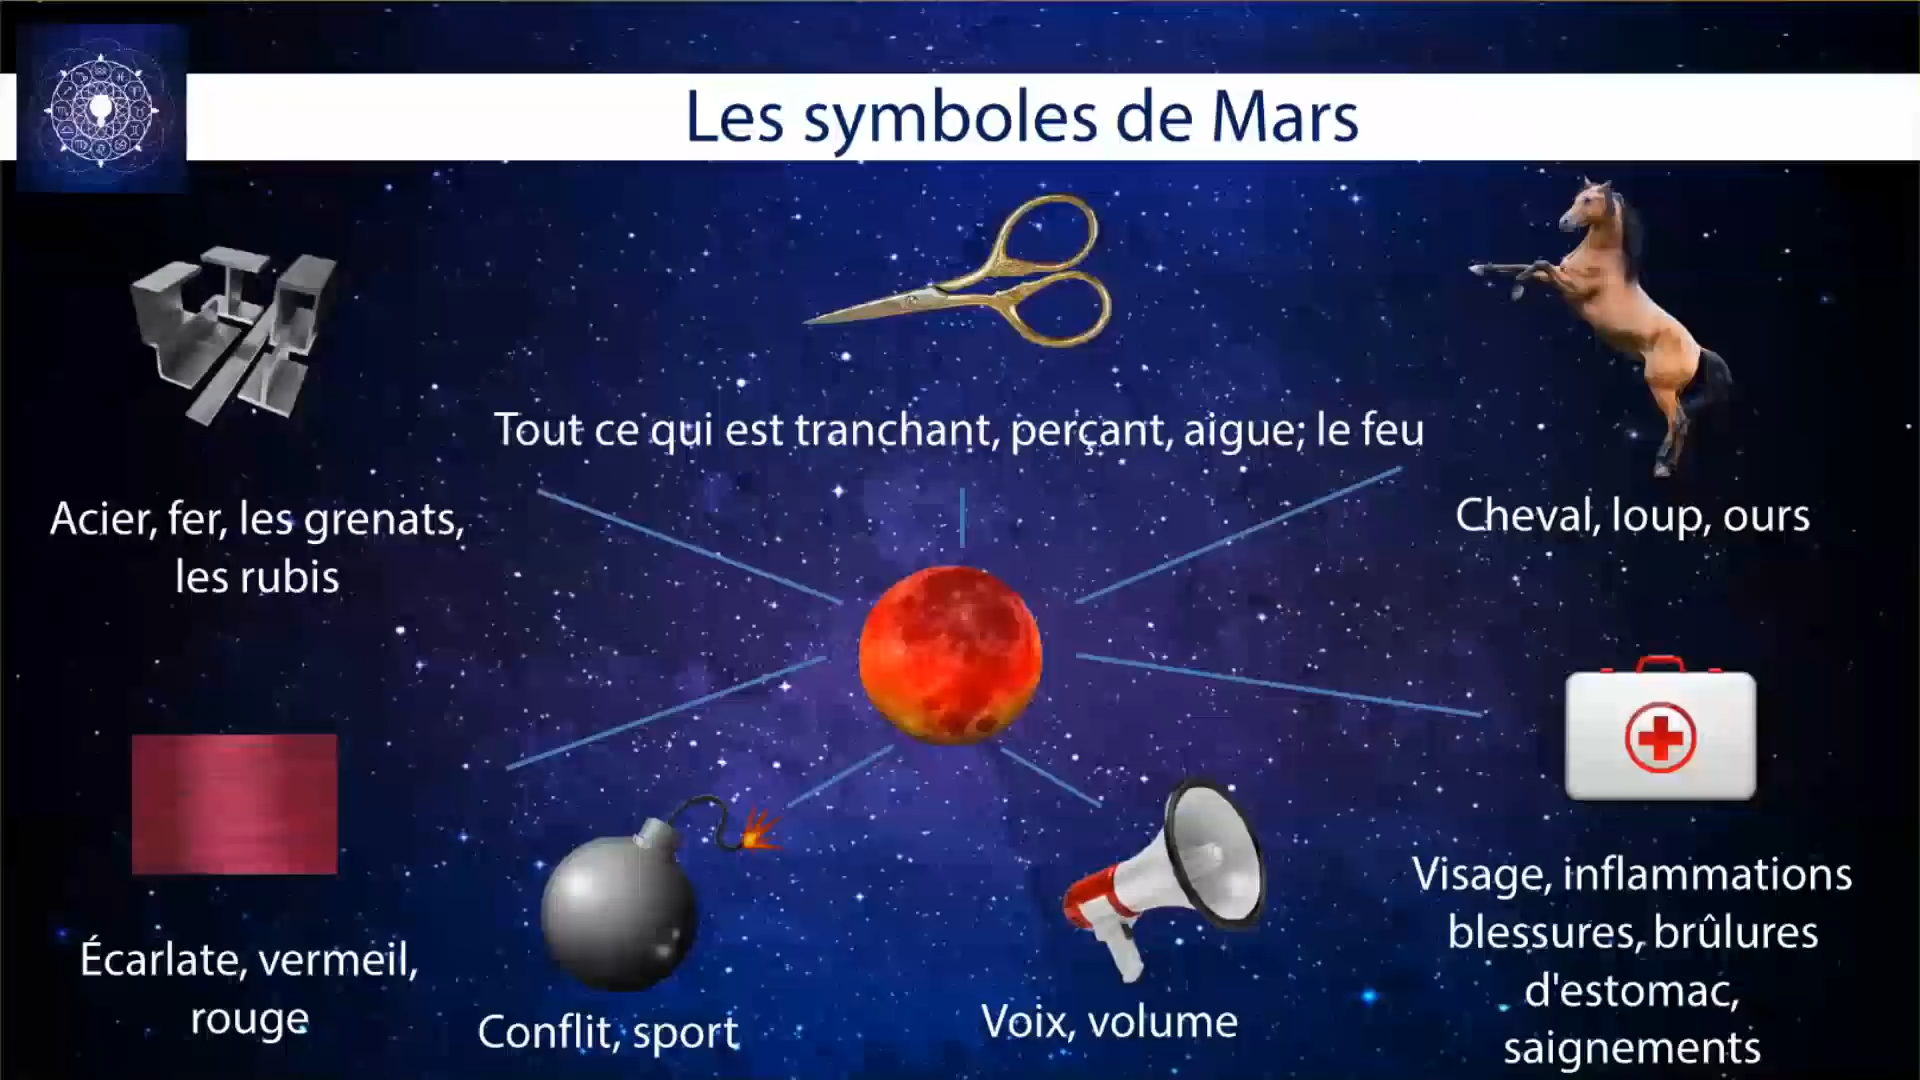 Les symboles de Mars
Tout ce qui est tranchant, perçant, aigue; le feu
Acier, fer, les grenats,
les rubis
Cheval, loup, ours
Écarlate, vermeil,
rouge
Conflit, sport
Voix, volume
Visage, inflammations
blessures, brûlures
d'estomac,
saignements